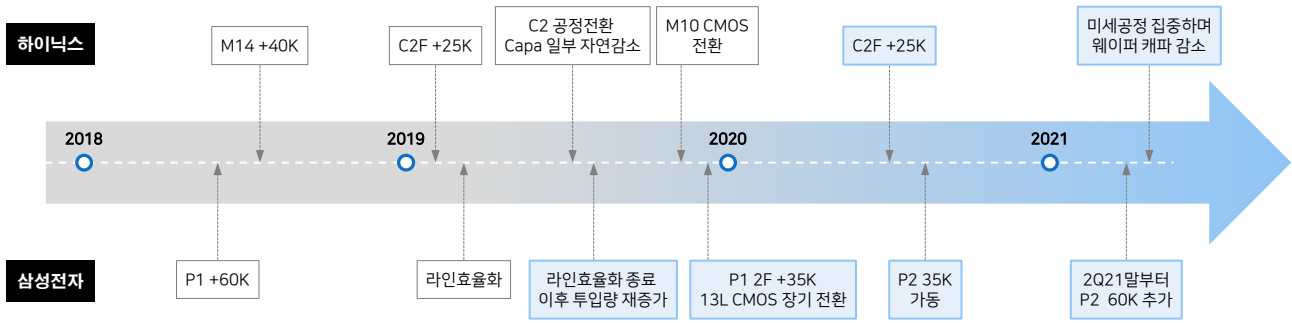 하이닉스
M14 +40K
C2F +25K
C2 공정전환
Capa 일부 자연감소
M10 CMOS
전환
C2F +25K
미세공정 집중하며
웨이퍼 캐파 감소
2018
2019
2020
2021
삼성전자
P1 +60K
라인효율화
라인효율화 종료
이후 투입량 재증가
P1 2F +35K
13L CMOS 장기 전환
P2 35K
가동
2Q21말부터
P2 60K 추가